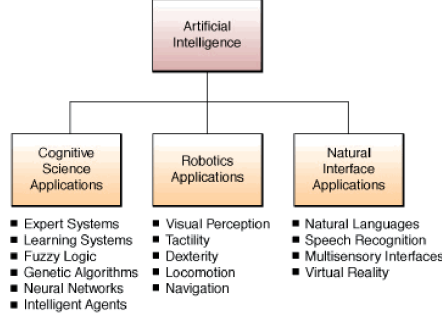 Artificial
Intelligence
Cognitive
Science
Applications
Robotics
Applications
Natural
Interface
Applications
■ Expert Systems
■ Learning Systems
■ Fuzzy Logic
■ Genetic Algorithms
■ Neural Networks
■ Intelligent Agents
■ Visual Perception
■ Tactility
■ Dexterity
■ Locomotion
■ Navigation
■ Natural Languages
■ Speech Recognition
■ Multisensory Interfaces
■ Virtual Reality